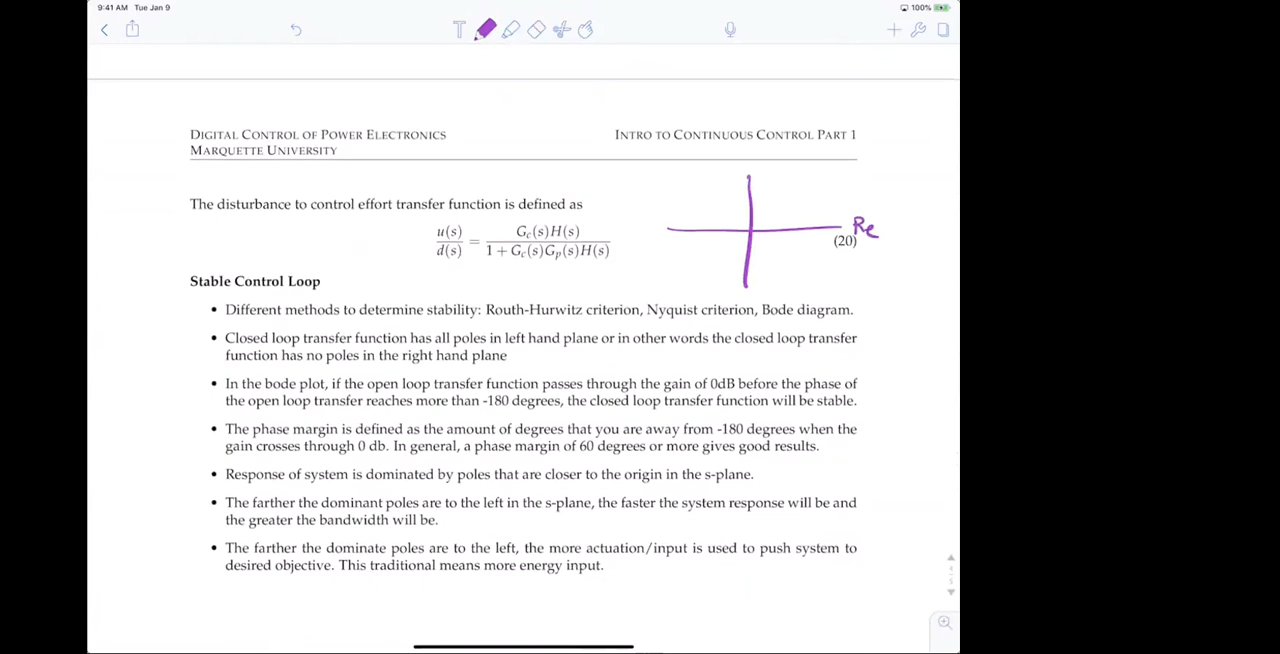 9:41 AM Tue Jan 9
100%
DIGITAL CONTROL OF POWER ELECTRONICS
INTRO TO CONTINUOUS CONTROL PART 1
MARQUETTE UNIVERSITY
The disturbance to control effort transfer function is defined as
u(s)/d(s) = G_c(s)H(s)/(1 + G_c(s)G_p(s)H(s))
Re
(20)
Stable Control Loop
• Different methods to determine stability: Routh-Hurwitz criterion, Nyquist criterion, Bode diagram.
• Closed loop transfer function has all poles in left hand plane or in other words the closed loop transfer
function has no poles in the right hand plane
• In the bode plot, if the open loop transfer function passes through the gain of 0dB before the phase of
the open loop transfer reaches more than -180 degrees, the closed loop transfer function will be stable.
• The phase margin is defined as the amount of degrees that you are away from -180 degrees when the
gain crosses through 0 db. In general, a phase margin of 60 degrees or more gives good results.
• Response of system is dominated by poles that are closer to the origin in the s-plane.
• The farther the dominant poles are to the left in the s-plane, the faster the system response will be and
the greater the bandwidth will be.
• The farther the dominate poles are to the left, the more actuation/input is used to push system to
desired objective. This traditional means more energy input.